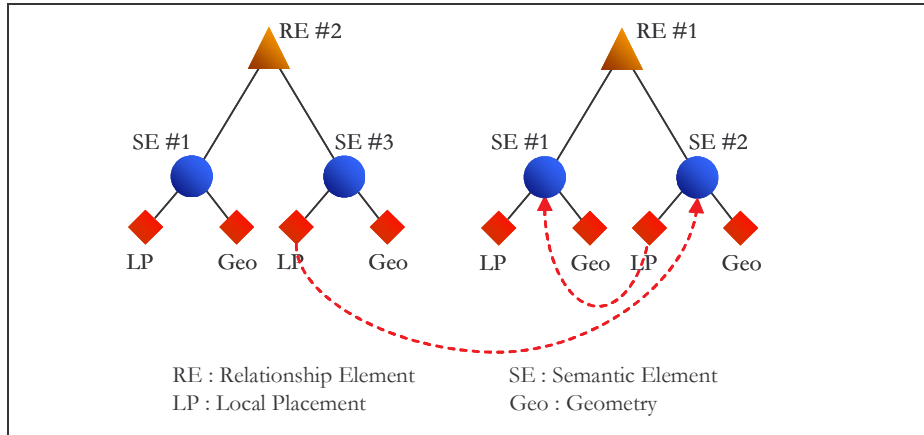 RE #2 RE #1
SE #1 SE #3 SE #1 SE #2
LP Geo LP Geo LP Geo LP Geo
RE : Relationship Element SE : Semantic Element
LP : Local Placement Geo : Geometry